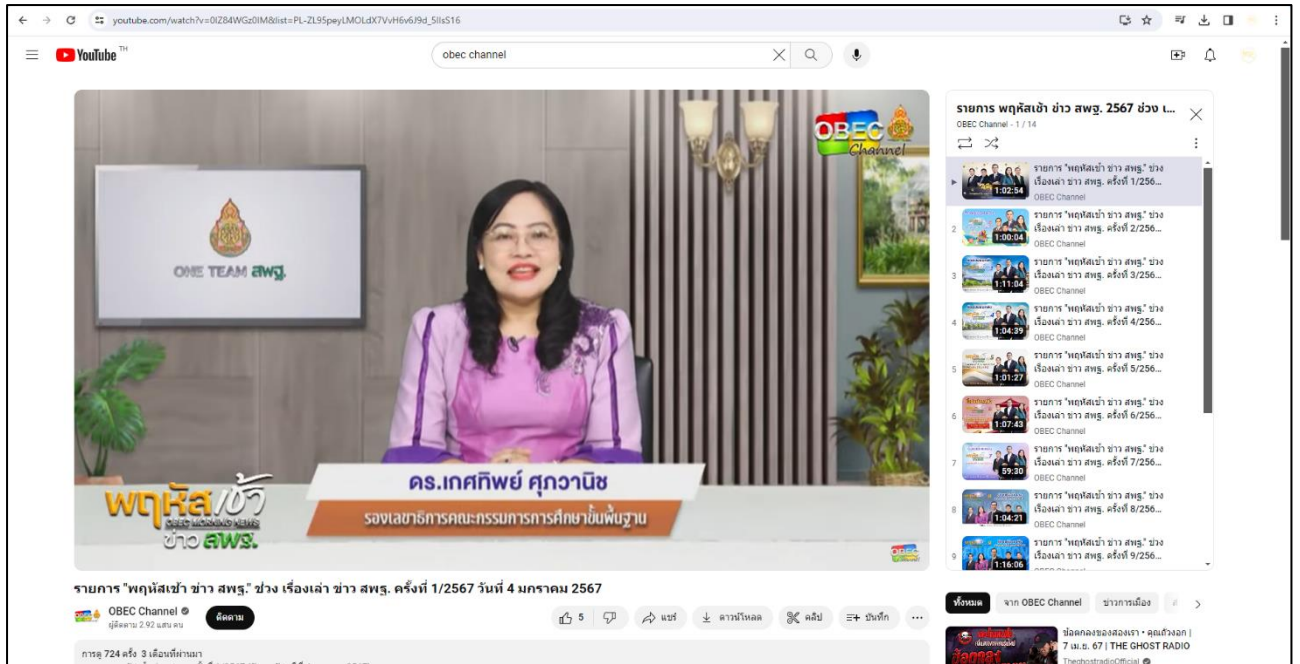 youtube.com/watch?v=0IZ84WGz0IM&list=PL-ZL95peyLMOLdX7VvH6v6J9d_5IIsS16
YouTube TH
obec channel
OBEC
Channel
ONE TEAM สพฐ.
ดร.เกศทิพย์ ศุภวานิช
รองเลขาธิการคณะกรรมการการศึกษาขั้นพื้นฐาน
พฤหัสเช้า
OBEC MORNING NEWS
ข่าว สพฐ.
รายการ "พฤหัสเช้า ข่าว สพฐ." ช่วง เรื่องเล่า ข่าว สพฐ. ครั้งที่ 1/2567 วันที่ 4 มกราคม 2567
OBEC Channel
ผู้ติดตาม 2.92 แสน คน
ติดตาม
5
แชร์
ดาวน์โหลด
คลิป
บันทึก
การดู 724 ครั้ง 3 เดือนที่ผ่านมา
รายการ พฤหัสเช้า ข่าว สพฐ. 2567 ช่วง เ...
OBEC Channel - 1 / 14
1:02:54
รายการ "พฤหัสเช้า ข่าว สพฐ." ช่วง
เรื่องเล่า ข่าว สพฐ. ครั้งที่ 1/256...
OBEC Channel
2
1:00:04
รายการ "พฤหัสเช้า ข่าว สพฐ." ช่วง
เรื่องเล่า ข่าว สพฐ. ครั้งที่ 2/256...
OBEC Channel
3
1:11:04
รายการ "พฤหัสเช้า ข่าว สพฐ." ช่วง
เรื่องเล่า ข่าว สพฐ. ครั้งที่ 3/256...
OBEC Channel
4
1:04:39
รายการ "พฤหัสเช้า ข่าว สพฐ." ช่วง
เรื่องเล่า ข่าว สพฐ. ครั้งที่ 4/256...
OBEC Channel
5
1:01:27
รายการ "พฤหัสเช้า ข่าว สพฐ." ช่วง
เรื่องเล่า ข่าว สพฐ. ครั้งที่ 5/256...
OBEC Channel
6
1:07:43
รายการ "พฤหัสเช้า ข่าว สพฐ." ช่วง
เรื่องเล่า ข่าว สพฐ. ครั้งที่ 6/256...
OBEC Channel
7
59:30
รายการ "พฤหัสเช้า ข่าว สพฐ." ช่วง
เรื่องเล่า ข่าว สพฐ. ครั้งที่ 7/256...
OBEC Channel
8
1:04:21
รายการ "พฤหัสเช้า ข่าว สพฐ." ช่วง
เรื่องเล่า ข่าว สพฐ. ครั้งที่ 8/256...
OBEC Channel
9
1:16:06
รายการ "พฤหัสเช้า ข่าว สพฐ." ช่วง
เรื่องเล่า ข่าว สพฐ. ครั้งที่ 9/256...
ทั้งหมด
จาก OBEC Channel
ข่าวการเมือง
ช่อดกลองของสองเรา • คุณถั่วงอก |
7 เม.ย. 67 | THE GHOST RADIO
TheghostradioOfficial